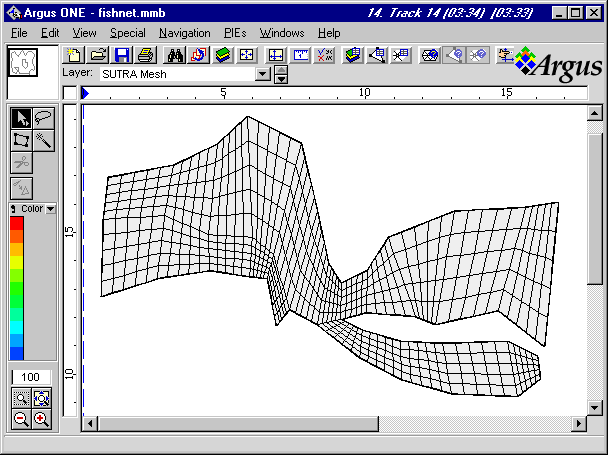 Argus ONE - fishnet.mmb 14. Track 14 [03:34] [03:33]
File Edit View Special Navigation PIEs Windows Help
Argus
Layer: SUTRA Mesh
5 10 15
Color
15
10
100